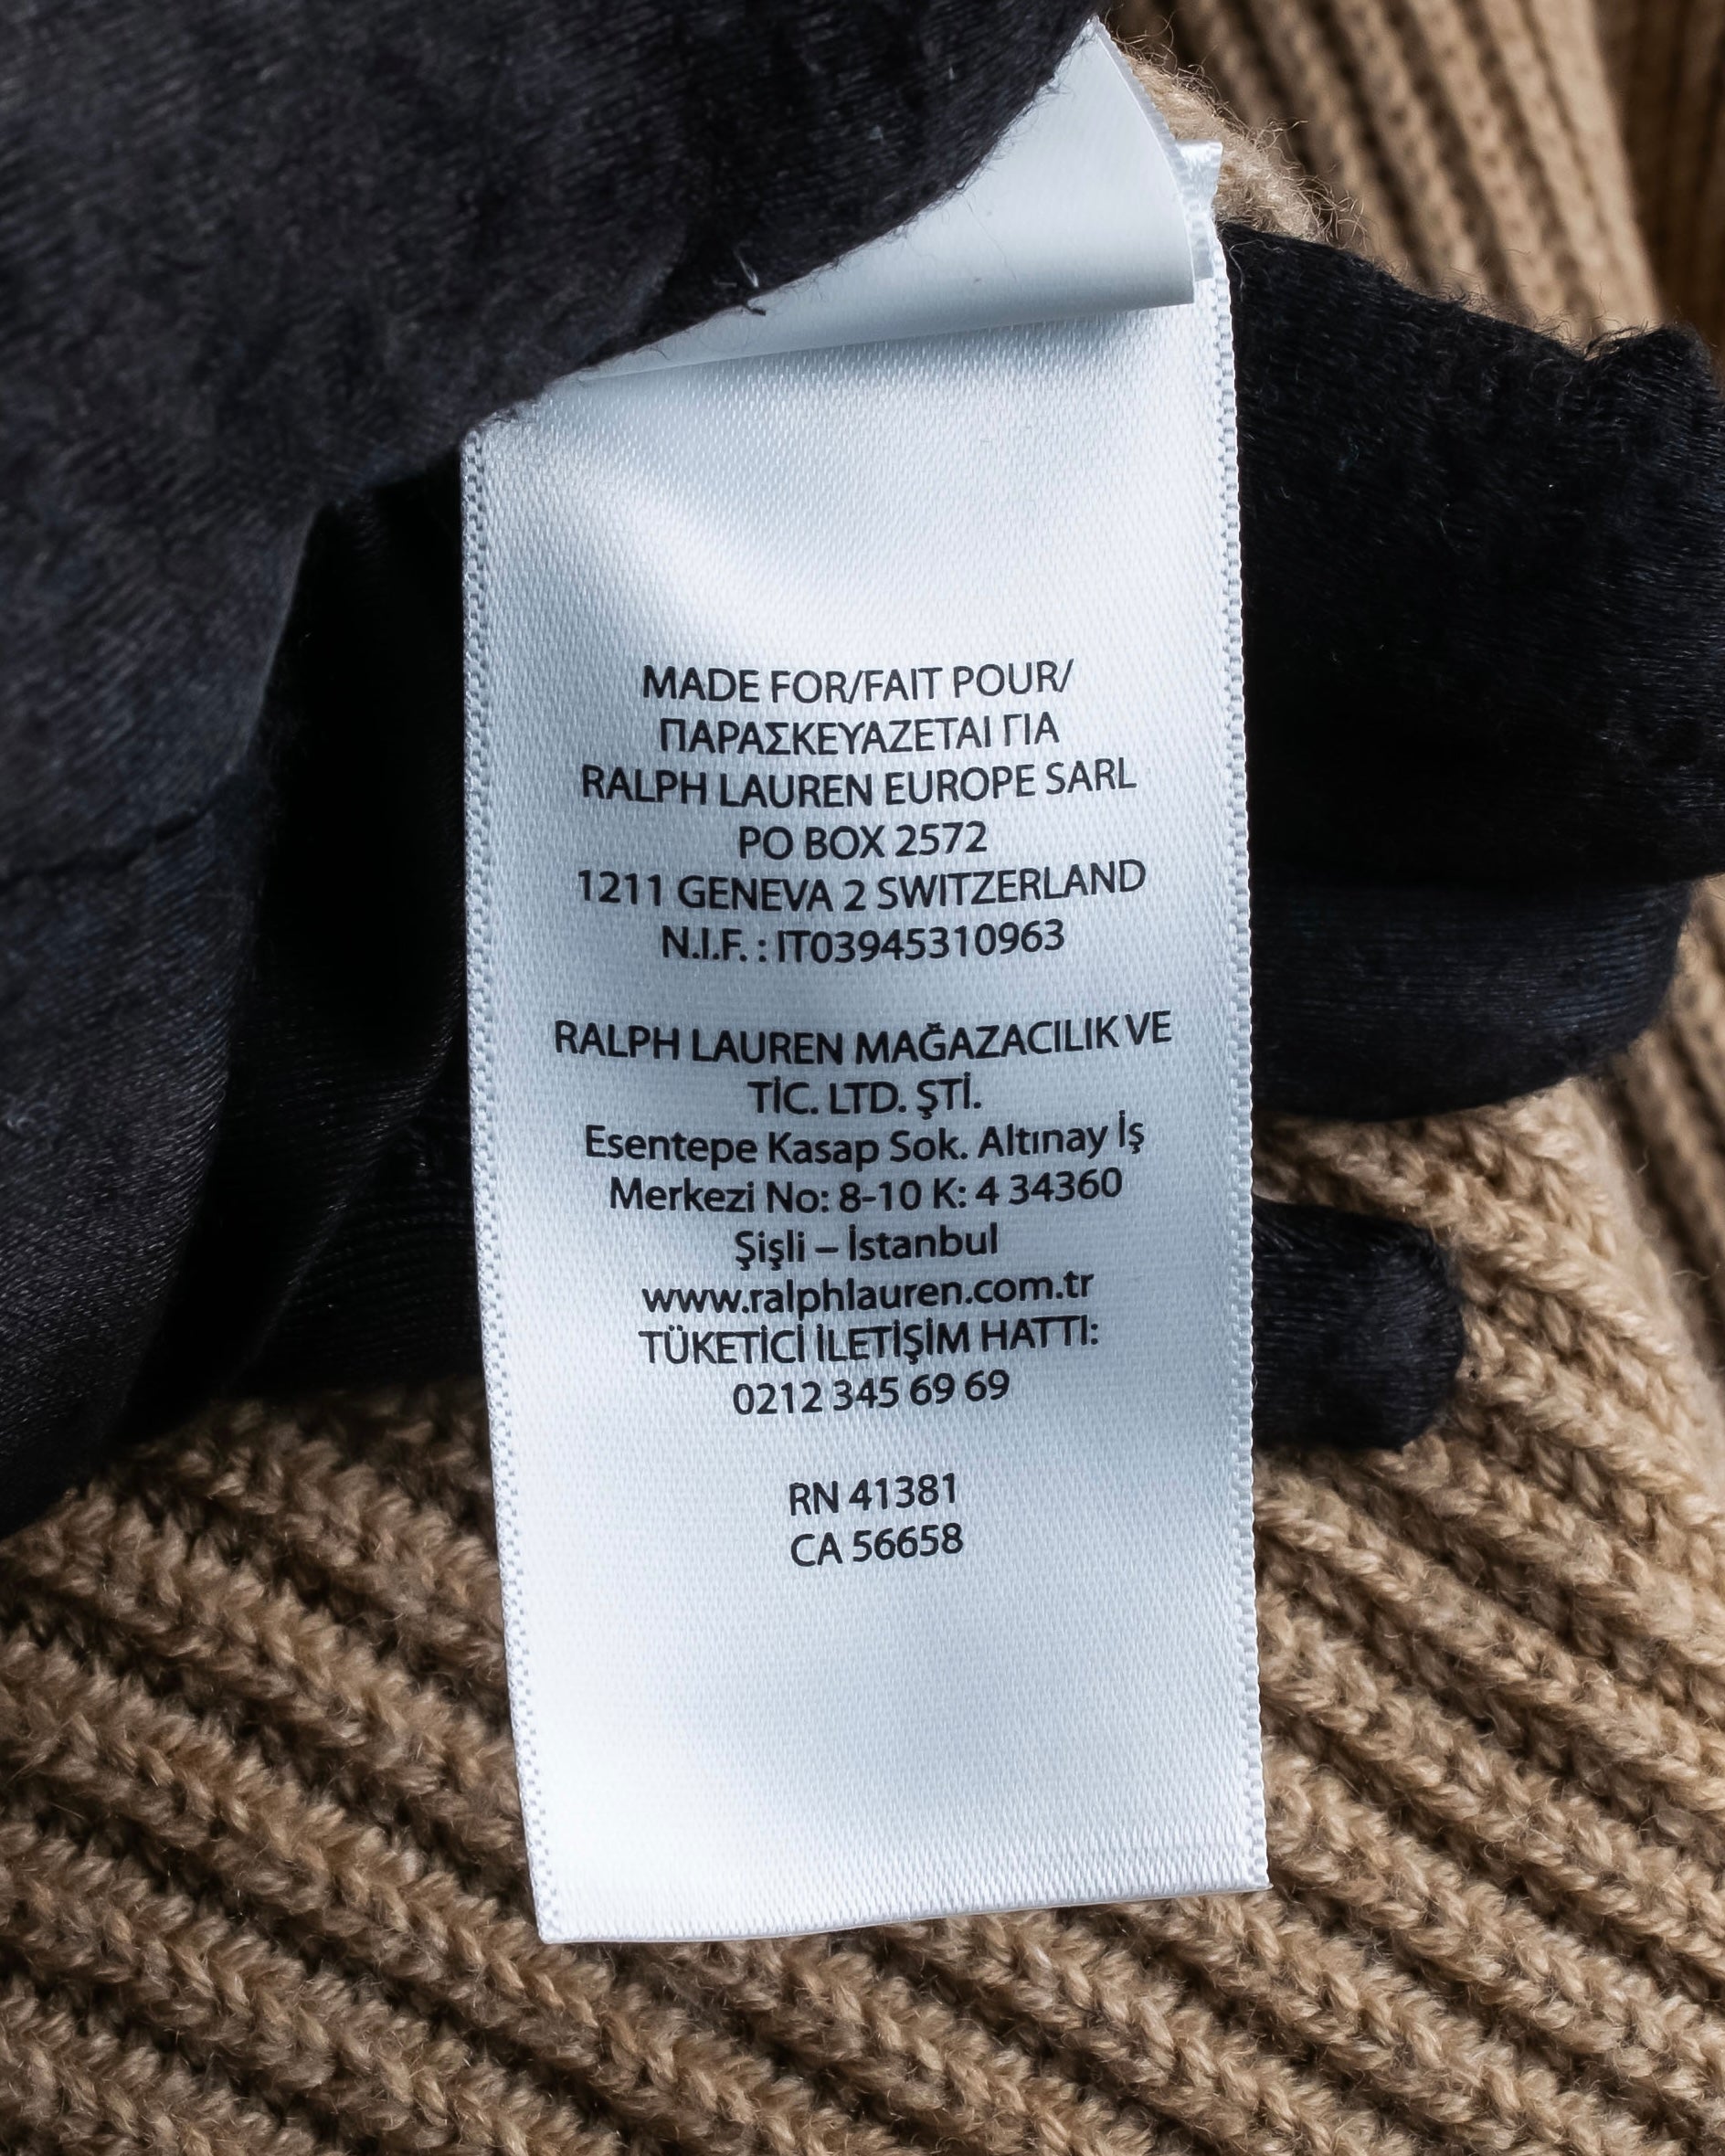 MADE FOR/FAIT POUR/
ΠΑΡΑΣΚΕΥΑΖΕΤΑΙ ΓΙΑ
RALPH LAUREN EUROPE SARL
PO BOX 2572
1211 GENEVA 2 SWITZERLAND
N.I.F. : IT03945310963
RALPH LAUREN MAĞAZACILIK VE
TİC. LTD. ŞTİ.
Esentepe Kasap Sok. Altınay İş
Merkezi No: 8-10 K: 4 34360
Şişli – İstanbul
www.ralphlauren.com.tr
TÜKETİCİ İLETİŞİM HATTI:
0212 345 69 69
RN 41381
CA 56658